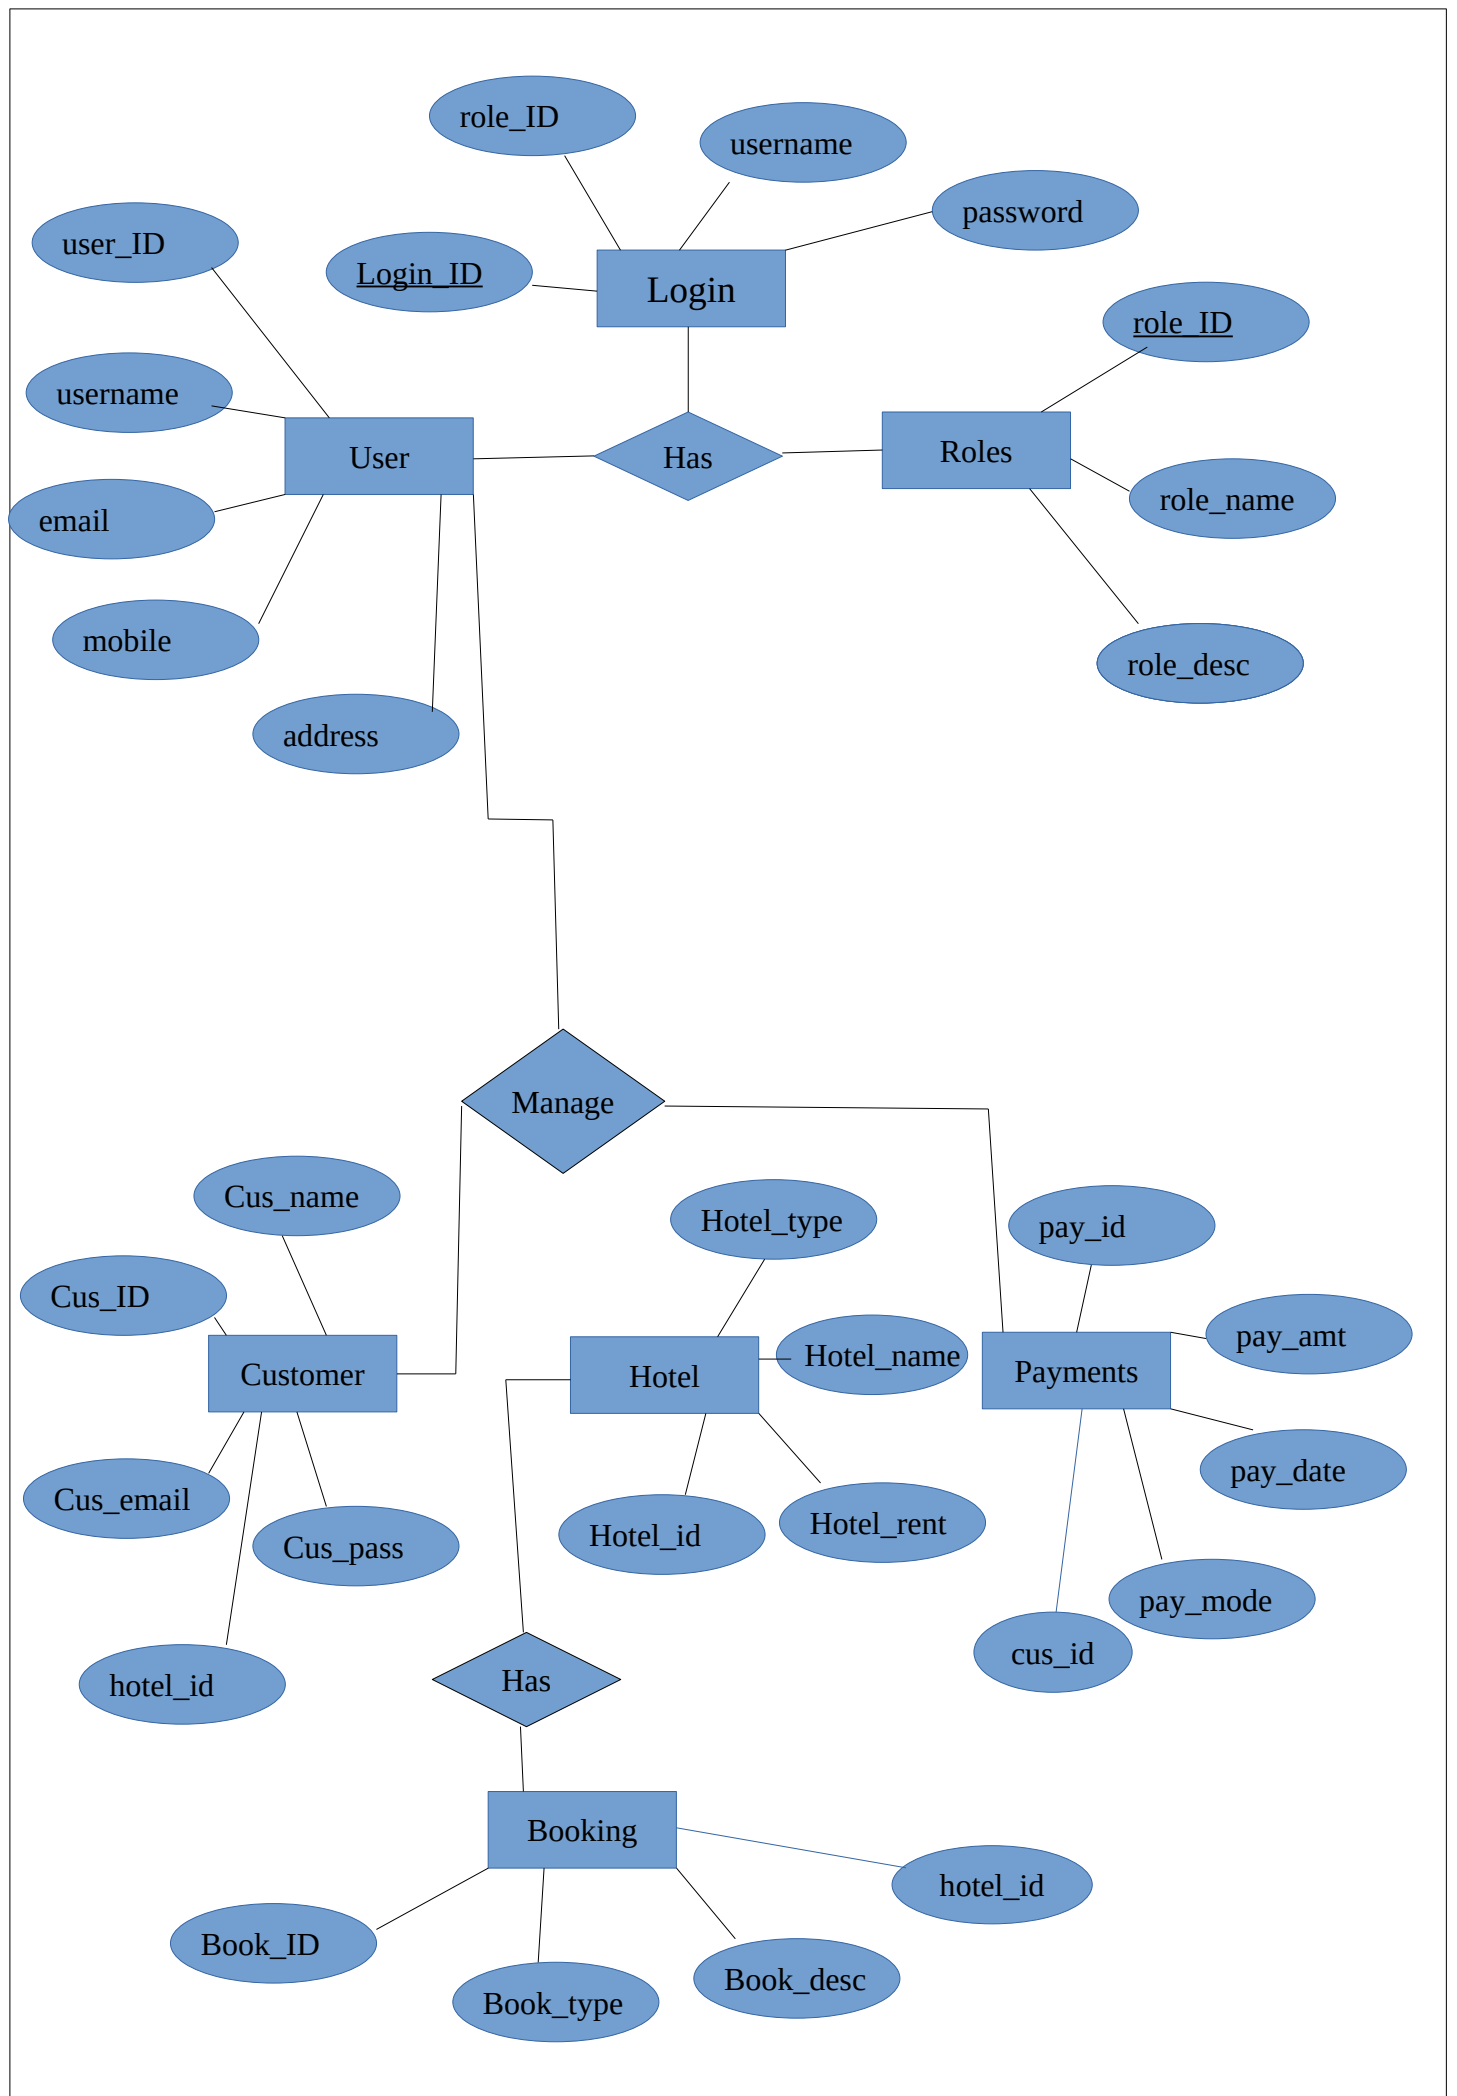 role_ID
username
password
user_ID
Login_ID
Login
role_ID
username
User
Has
Roles
role_name
email
mobile
role_desc
address
Manage
Cus_name
Hotel_type
pay_id
Cus_ID
pay_amt
Customer
Hotel
Hotel_name
Payments
Cus_email
pay_date
Cus_pass
Hotel_id
Hotel_rent
pay_mode
cus_id
hotel_id
Has
Booking
hotel_id
Book_ID
Book_desc
Book_type